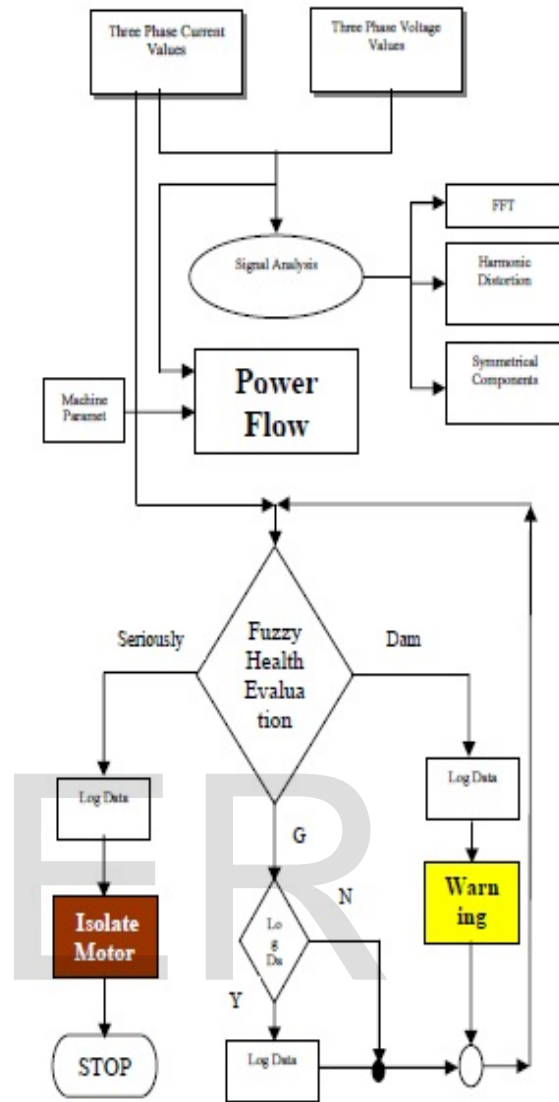 Three Phase Current
Values
Three Phase Voltage
Values
Signal Analysis
FFT
Harmonic
Distortion
Symmetrical
Components
Machine
Paramet
Power
Flow
Seriously
Fuzzy
Health
Evalua
tion
Dam
Log Data
Log Data
G
N
Isolate
Motor
Warn
ing
Lo
g
Da
Y
STOP
Log Data
ER